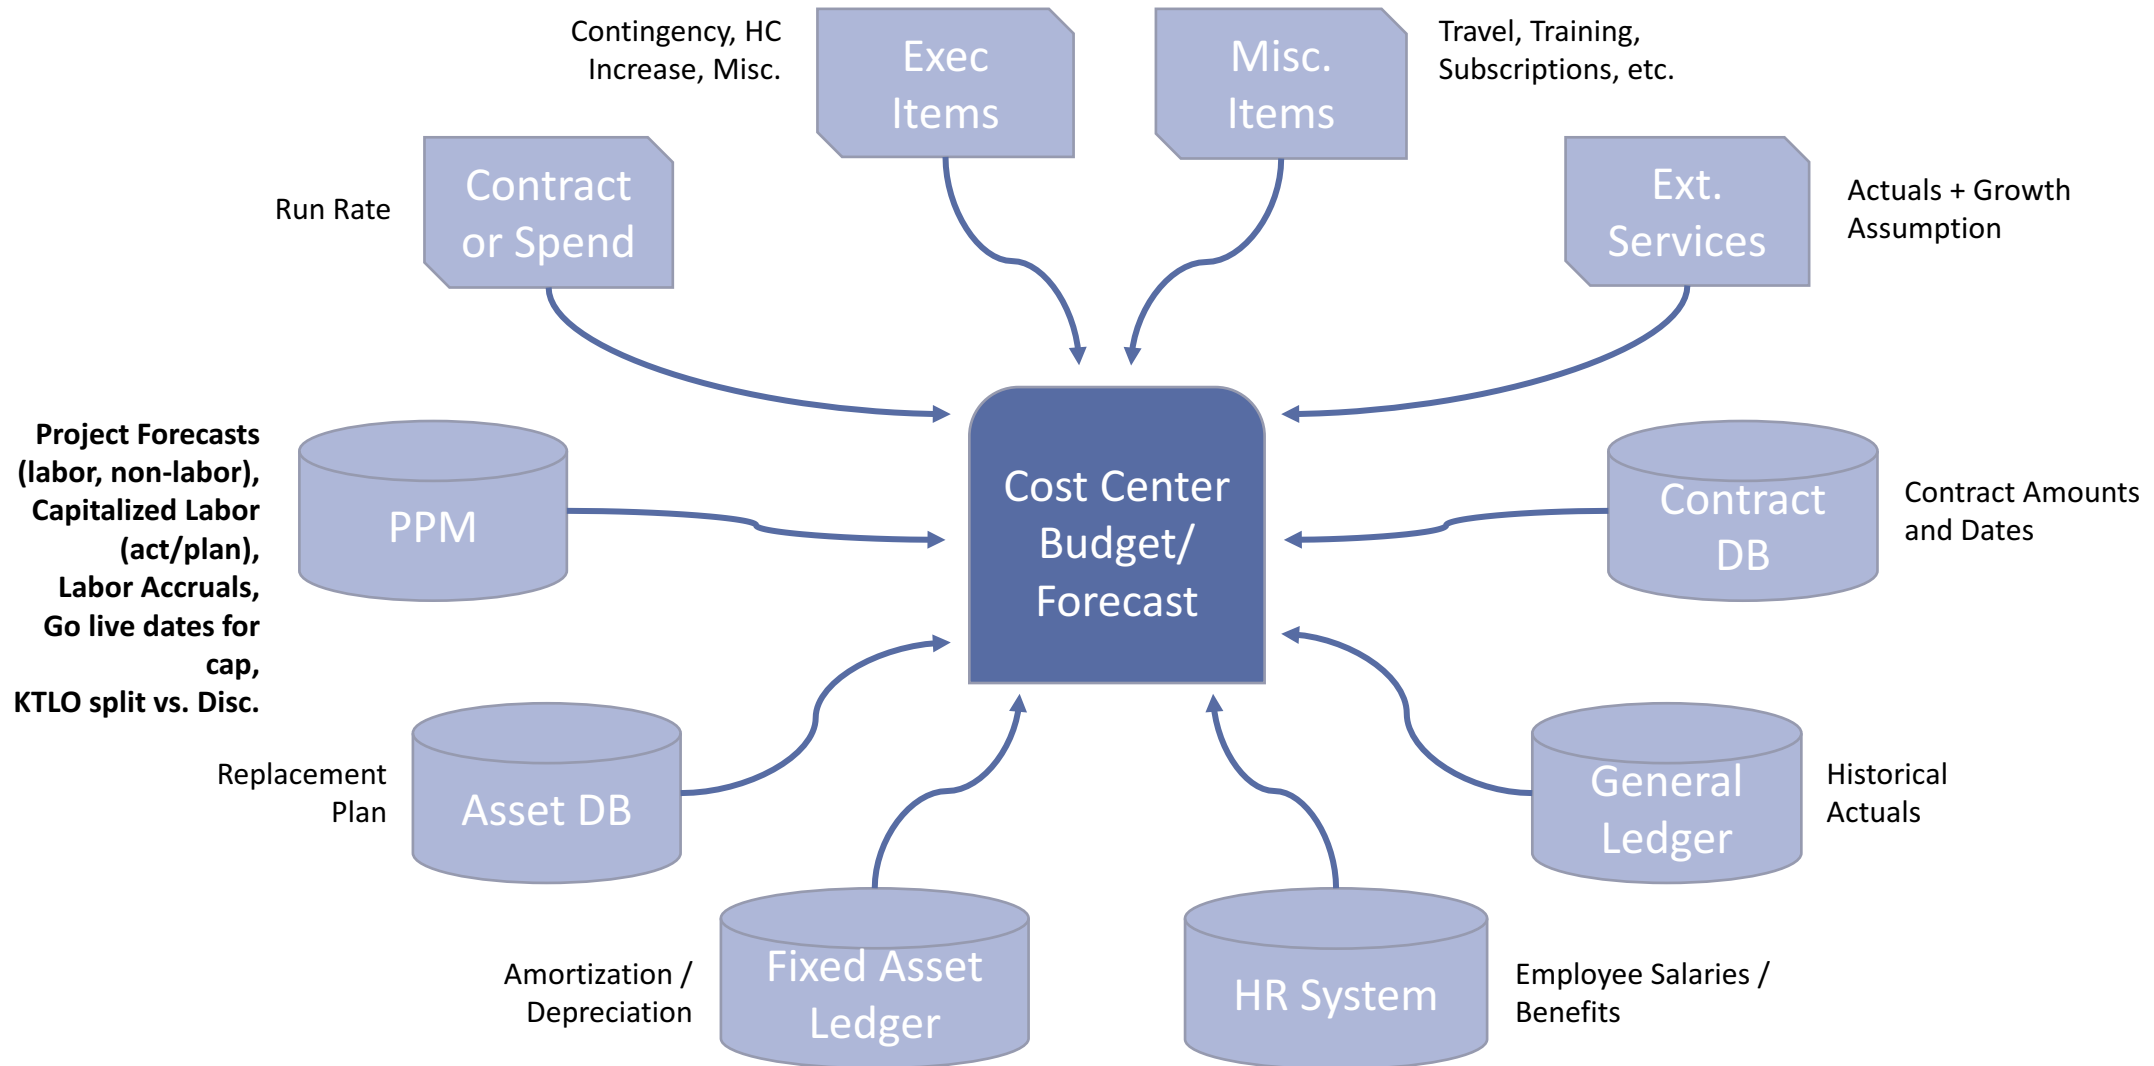 Contingency, HC
Increase, Misc.
Exec
Items
Misc.
Items
Travel, Training,
Subscriptions, etc.
Run Rate
Contract
or Spend
Ext.
Services
Actuals + Growth
Assumption
Project Forecasts
(labor, non-labor),
Capitalized Labor
(act/plan),
Labor Accruals,
Go live dates for
cap,
KTLO split vs. Disc.
PPM
Cost Center
Budget/
Forecast
Contract
DB
Contract Amounts
and Dates
Replacement
Plan
Asset DB
General
Ledger
Historical
Actuals
Amortization /
Depreciation
Fixed Asset
Ledger
HR System
Employee Salaries /
Benefits